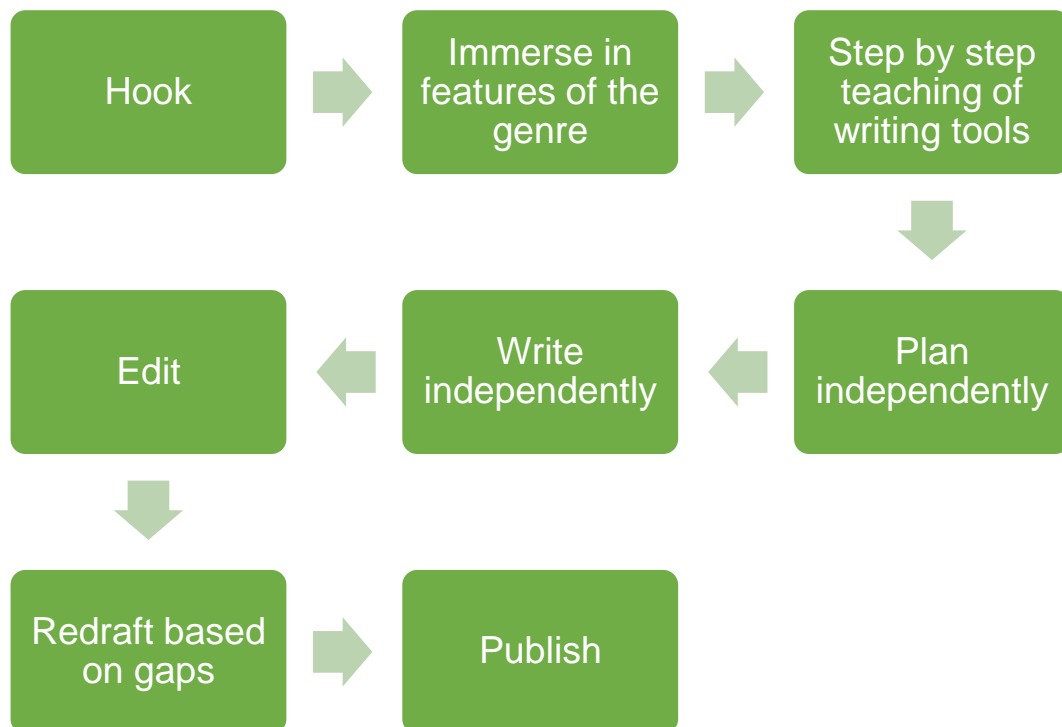 Hook
Immerse in
features of the
genre
Step by step
teaching of
writing tools
Plan
independently
Write
independently
Edit
Redraft based
on gaps
Publish